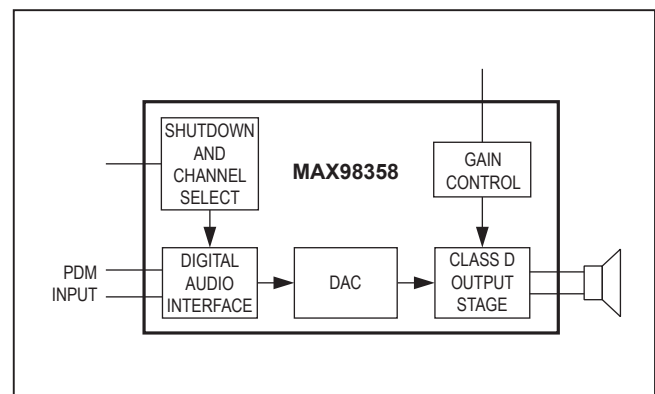 SHUTDOWN
AND
CHANNEL
SELECT
MAX98358
GAIN
CONTROL
PDM
INPUT
DIGITAL
AUDIO
INTERFACE
DAC
CLASS D
OUTPUT
STAGE